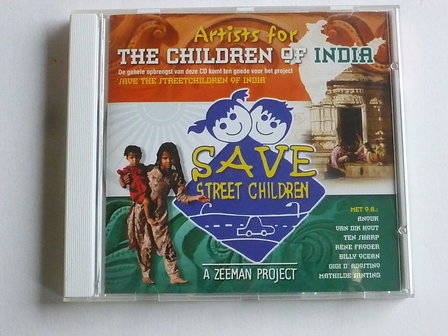 Artists for
THE CHILDREN OF INDIA
De gehele opbrengst van deze CD komt ten goede voor het project
'SAVE THE STREETCHILDREN OF INDIA'
SAVE
STREET CHILDREN
MET O.A.:
ANOUK
VAN DIK HOUT
TEN SHARP
RENE FROGER
BILLY OCEAN
GIGI D' AGOSTINO
MATHILDE SANTING
A ZEEMAN PROJECT